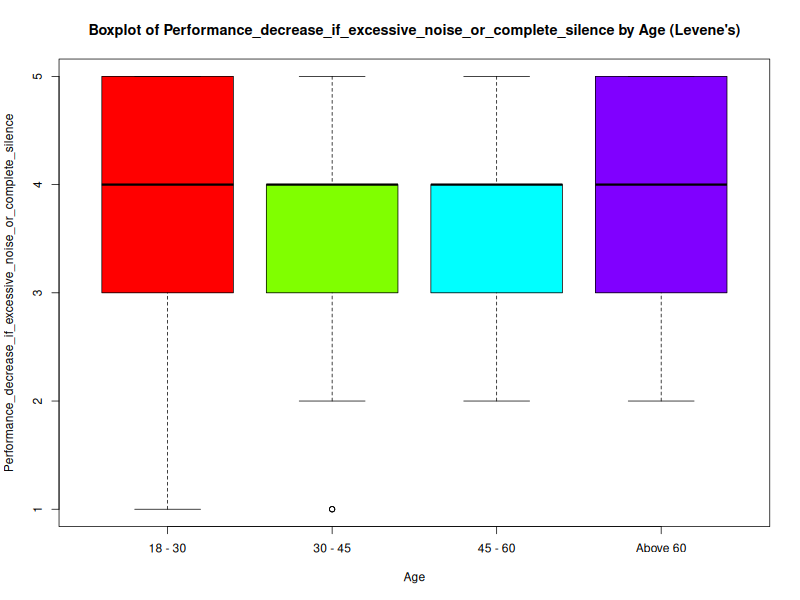 Boxplot of Performance_decrease_if_excessive_noise_or_complete_silence by Age (Levene's)
Performance_decrease_if_excessive_noise_or_complete_silence
5
4
3
2
1
18 - 30
30 - 45
45 - 60
Above 60
Age